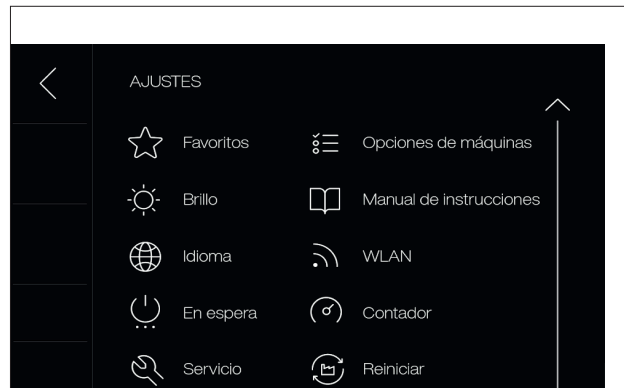 AJUSTES
Favoritos
Opciones de máquinas
Brillo
Manual de instrucciones
Idioma
WLAN
En espera
Contador
Servicio
Reiniciar